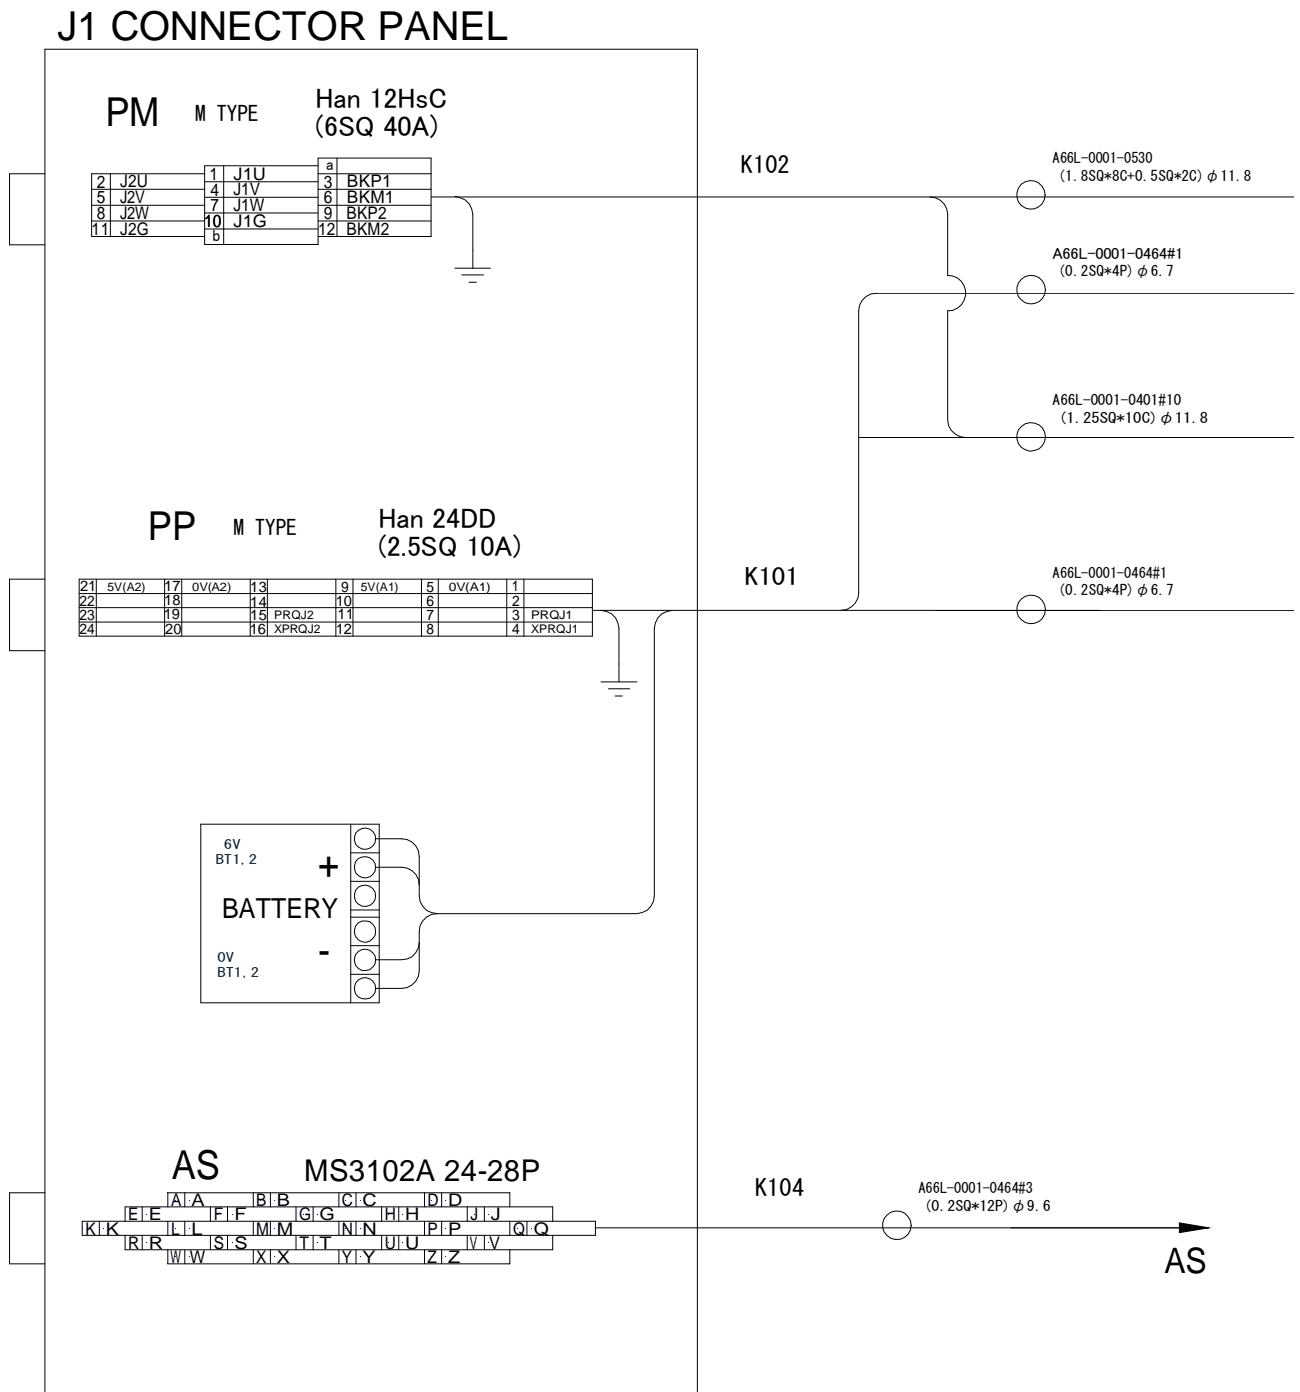 J1 CONNECTOR PANEL
PM M TYPE Han 12HsC
(6SQ 40A)
a
1 J1U
2 J2U 3 BKP1
4 J1V
5 J2V 6 BKM1
7 J1W
8 J2W 9 BKP2
10 J1G
11 J2G 12 BKM2
b
K102
A66L-0001-0530
(1.8SQ*8C+0.5SQ*2C) φ11.8
A66L-0001-0464#1
(0.2SQ*4P) φ6.7
A66L-0001-0401#10
(1.25SQ*10C) φ11.8
PP M TYPE Han 24DD
(2.5SQ 10A)
21 5V(A2) 17 0V(A2) 13 9 5V(A1) 5 0V(A1) 1
22 18 14 10 6 2
23 19 15 PRQJ2 11 7 3 PRQJ1
24 20 16 XPRQJ2 12 8 4 XPRQJ1
K101
A66L-0001-0464#1
(0.2SQ*4P) φ6.7
6V
BT1,2
+
BATTERY
-
0V
BT1,2
AS MS3102A 24-28P
A A B B C C D D
E E F F G G H H J J
K K L L M M N N P P Q Q
R R S S T T U U V V
W W X X Y Y Z Z
K104
A66L-0001-0464#3
(0.2SQ*12P) φ9.6
AS